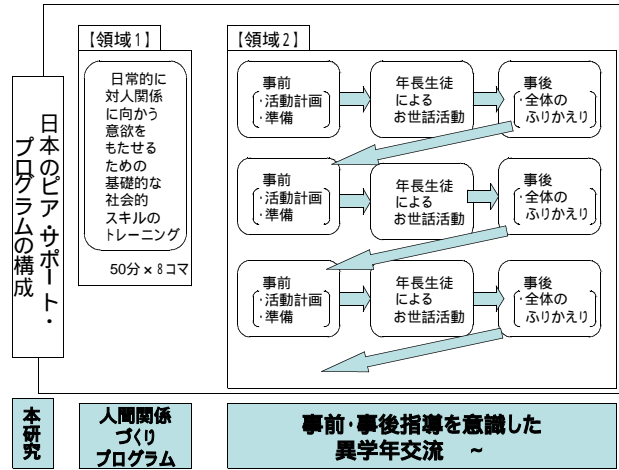 日本のピア・サポート・
プログラムの構成
【領域1】
日常的に
対人関係
に向かう
意欲を
もたせる
ための
基礎的な
社会的
スキルの
トレーニング
50分×8コマ
【領域2】
事前
・活動計画
・準備
年長生徒
による
お世話活動
事後
・全体の
ふりかえり
事前
・活動計画
・準備
年長生徒
による
お世話活動
事後
・全体の
ふりかえり
事前
・活動計画
・準備
年長生徒
による
お世話活動
事後
・全体の
ふりかえり
本研究
人間関係
づくり
プログラム
事前・事後指導を意識した
異学年交流 ~